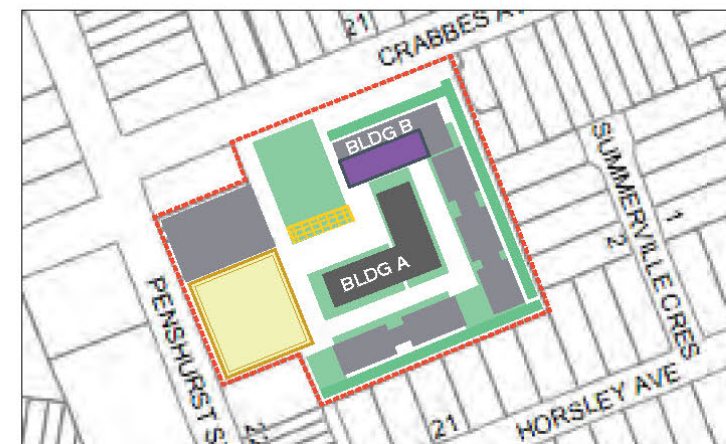 21
CRABBES AV
BLDG B
SUMMERVILLE CRES
1
2
BLDG A
PENSHURST S
21
HORSLEY AVE